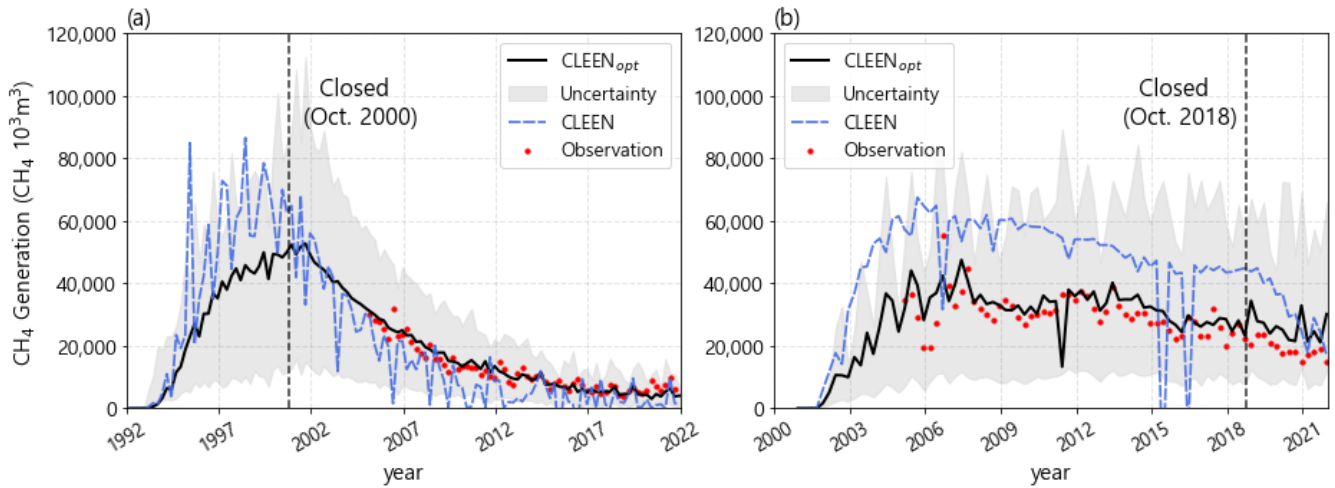 (a)
120,000
100,000
80,000
60,000
40,000
20,000
0
CH₄ Generation (CH₄ 10³m³)
1992
1997
2002
2007
2012
2017
2022
year
Closed
(Oct. 2000)
CLEENₒₚₜ
Uncertainty
CLEEN
Observation
(b)
120,000
100,000
80,000
60,000
40,000
20,000
0
2000
2003
2006
2009
2012
2015
2018
2021
year
CLEENₒₚₜ
Uncertainty
CLEEN
Observation
Closed
(Oct. 2018)